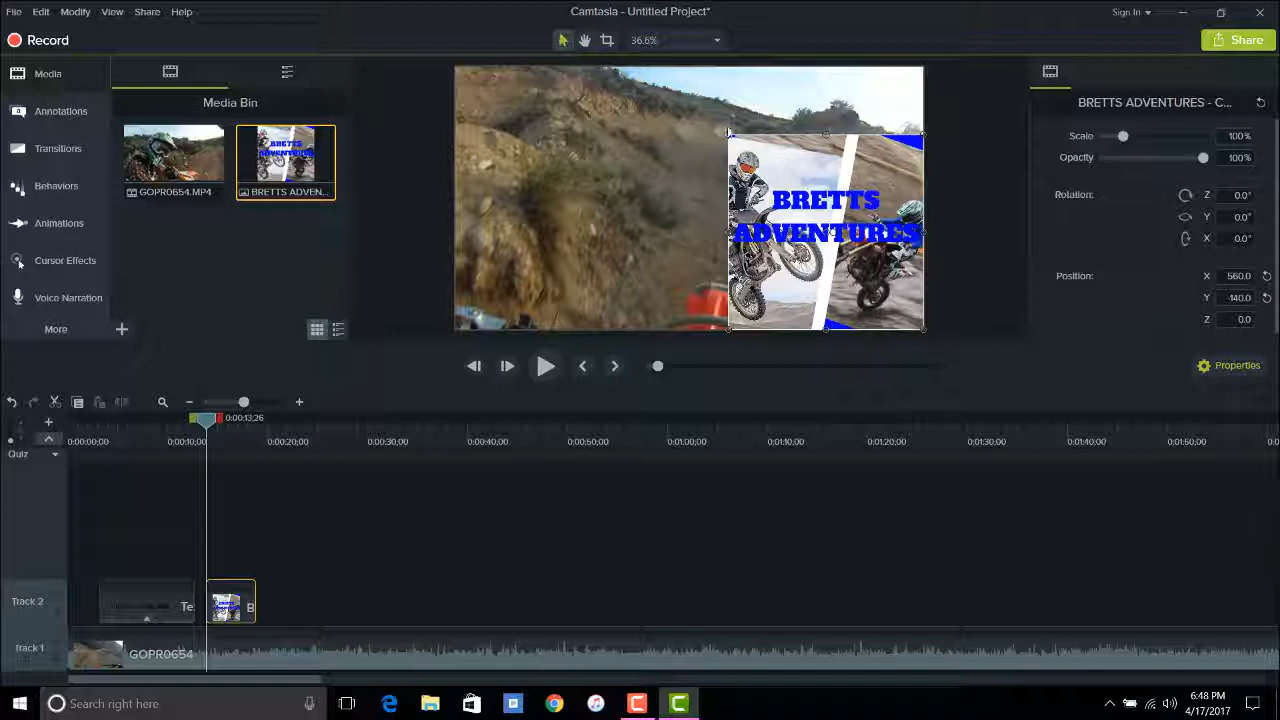 File Edit Modify View Share Help
Camtasia - Untitled Project*
Sign In
Record
36.6%
Share
Media
Annotations
Transitions
Behaviors
Animations
Cursor Effects
Voice Narration
More
Media Bin
GOPR0654.MP4
BRETTS ADVEN...
BRETTS
ADVENTURES
BRETTS
ADVENTURES
BRETTS ADVENTURES - C...
Scale 100%
Opacity 100%
Rotation: Z 0.0°
Y 0.0°
X 0.0°
Position: X 560.0
Y -140.0
Z 0.0
Properties
0:00:13;26
0:00:00;00 0:00:10;00 0:00:20;00 0:00:30;00 0:00:40;00 0:00:50;00 0:01:00;00 0:01:10;00 0:01:20;00 0:01:30;00 0:01:40;00 0:01:50;00 0:0
Quiz
Track 2
Te
B
Track 1
GOPR0654
Search right here
6:48 PM
4/17/2017